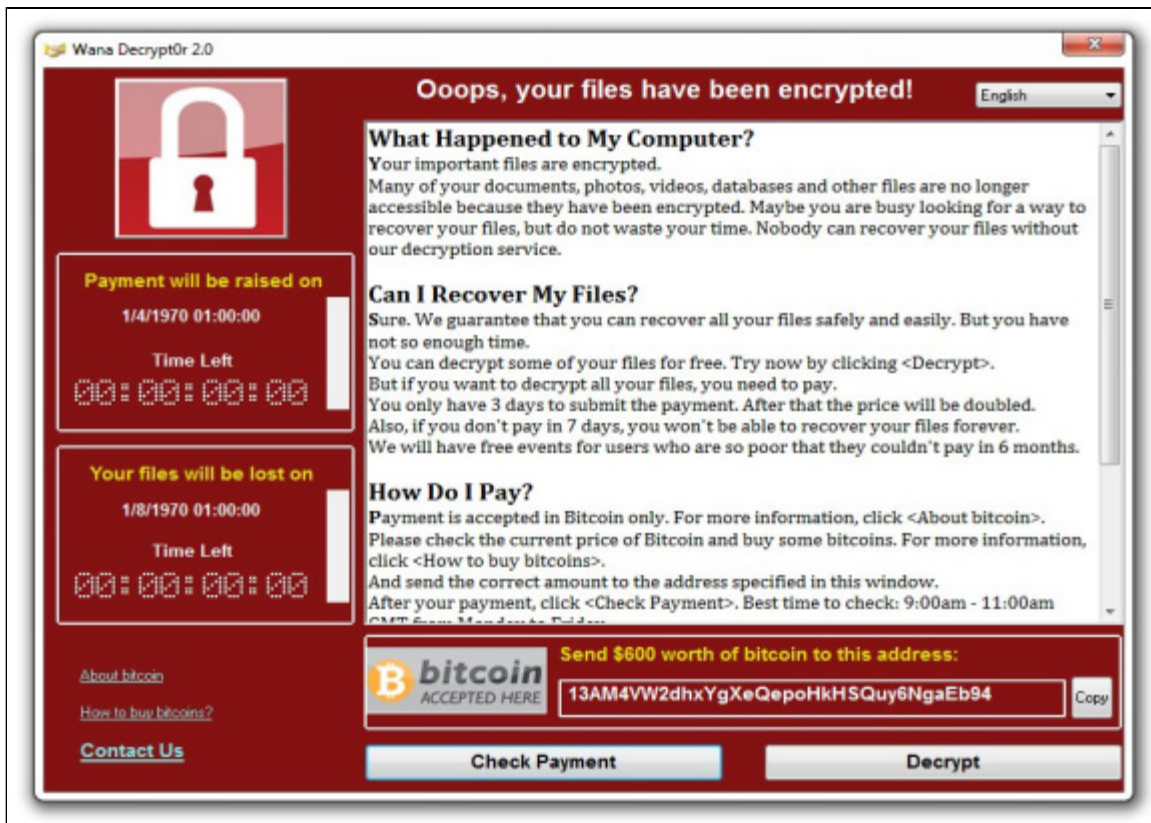 Wana Decrypt0r 2.0
Ooops, your files have been encrypted!
English
Payment will be raised on
1/4/1970 01:00:00
Time Left
00:00:00:00
Your files will be lost on
1/8/1970 01:00:00
Time Left
00:00:00:00
About bitcoin
How to buy bitcoins?
Contact Us
What Happened to My Computer?
Your important files are encrypted.
Many of your documents, photos, videos, databases and other files are no longer
accessible because they have been encrypted. Maybe you are busy looking for a way to
recover your files, but do not waste your time. Nobody can recover your files without
our decryption service.
Can I Recover My Files?
Sure. We guarantee that you can recover all your files safely and easily. But you have
not so enough time.
You can decrypt some of your files for free. Try now by clicking <Decrypt>.
But if you want to decrypt all your files, you need to pay.
You only have 3 days to submit the payment. After that the price will be doubled.
Also, if you don't pay in 7 days, you won't be able to recover your files forever.
We will have free events for users who are so poor that they couldn't pay in 6 months.
How Do I Pay?
Payment is accepted in Bitcoin only. For more information, click <About bitcoin>.
Please check the current price of Bitcoin and buy some bitcoins. For more information,
click <How to buy bitcoins>.
And send the correct amount to the address specified in this window.
After your payment, click <Check Payment>. Best time to check: 9:00am - 11:00am
GMT from Monday to Friday
bitcoin
ACCEPTED HERE
Send $600 worth of bitcoin to this address:
13AM4VW2dhxYgXeQepoHkHSQuy6NgaEb94
Copy
Check Payment
Decrypt